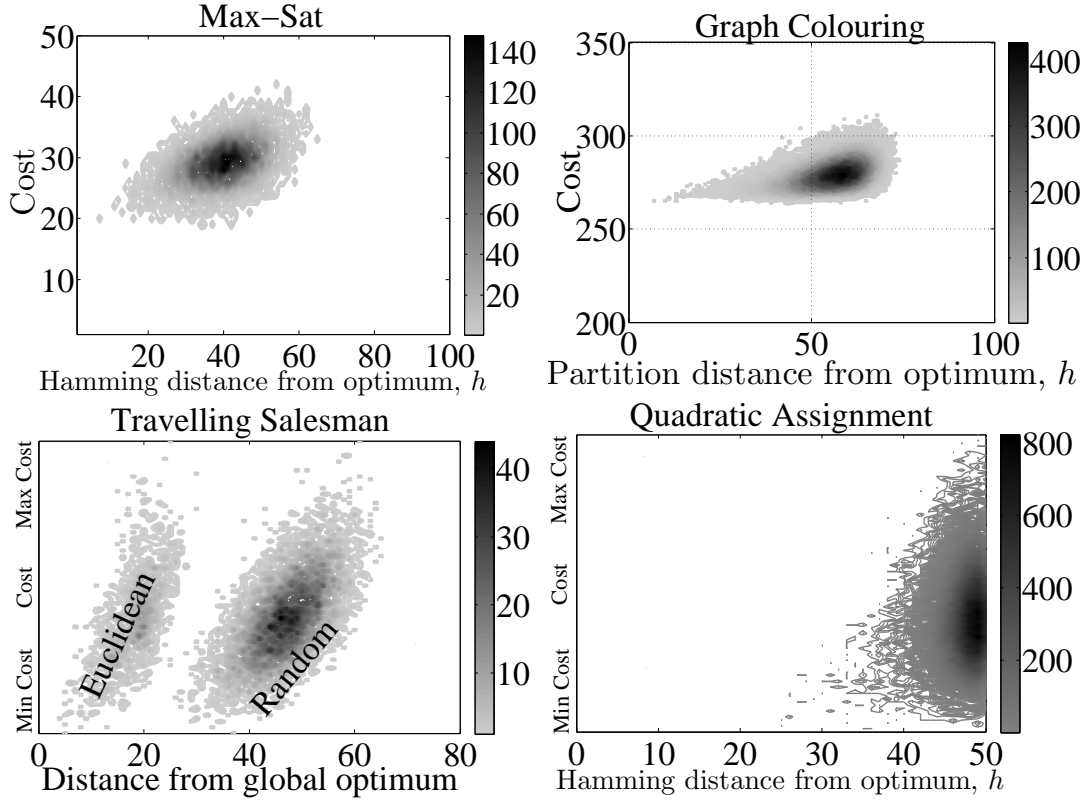 Max−Sat
50
40
30
20
10
Cost
20 40 60 80 100
Hamming distance from optimum, h
140
120
100
80
60
40
20
Graph Colouring
350
300
250
200
Cost
0 50 100
Partition distance from optimum, h
400
300
200
100
Travelling Salesman
Max Cost
Cost
Min Cost
Euclidean
Random
0 20 40 60 80
Distance from global optimum
40
30
20
10
Quadratic Assignment
Max Cost
Cost
Min Cost
0 10 20 30 40 50
Hamming distance from optimum, h
800
600
400
200